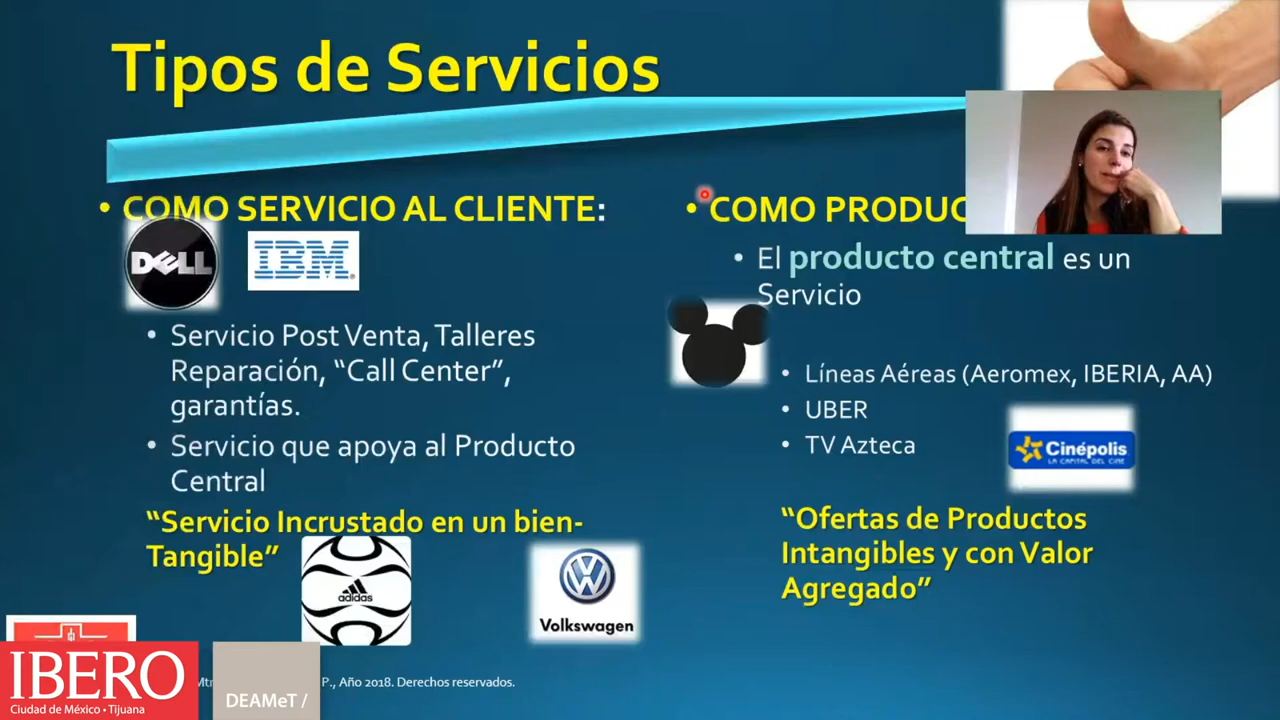 Tipos de Servicios
• COMO SERVICIO AL CLIENTE:
DELL
IBM
• Servicio Post Venta, Talleres
Reparación, “Call Center”,
garantías.
• Servicio que apoya al Producto
Central
“Servicio Incrustado en un bien-
Tangible”
adidas
Volkswagen
• COMO
• El producto central es un
Servicio
• Líneas Aéreas (Aeromex, IBERIA, AA)
• UBER
• TV Azteca
Cinépolis
LA CAPITAL DEL CINE
“Ofertas de Productos
Intangibles y con Valor
Agregado”
IBERO
Ciudad de México • Tijuana
DEAMeT /
P., Año 2018. Derechos reservados.